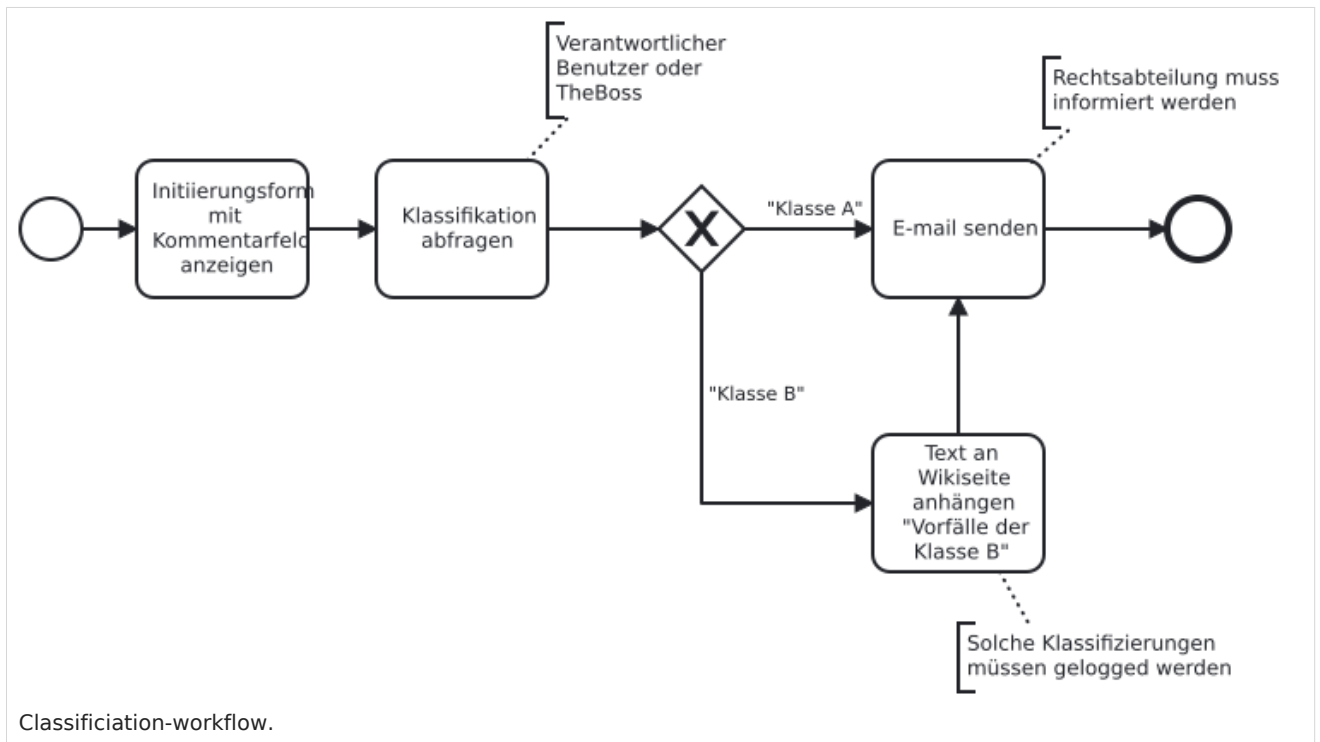 Verantwortlicher
Benutzer oder
TheBoss
Rechtsabteilung muss
informiert werden
Initiierungsform
mit
Kommentarfeld
anzeigen
Klassifikation
abfragen
X
"Klasse A"
E-mail senden
"Klasse B"
Text an
Wikiseite
anhängen
"Vorfälle der
Klasse B"
Solche Klassifizierungen
müssen gelogged werden
Classificiation-workflow.